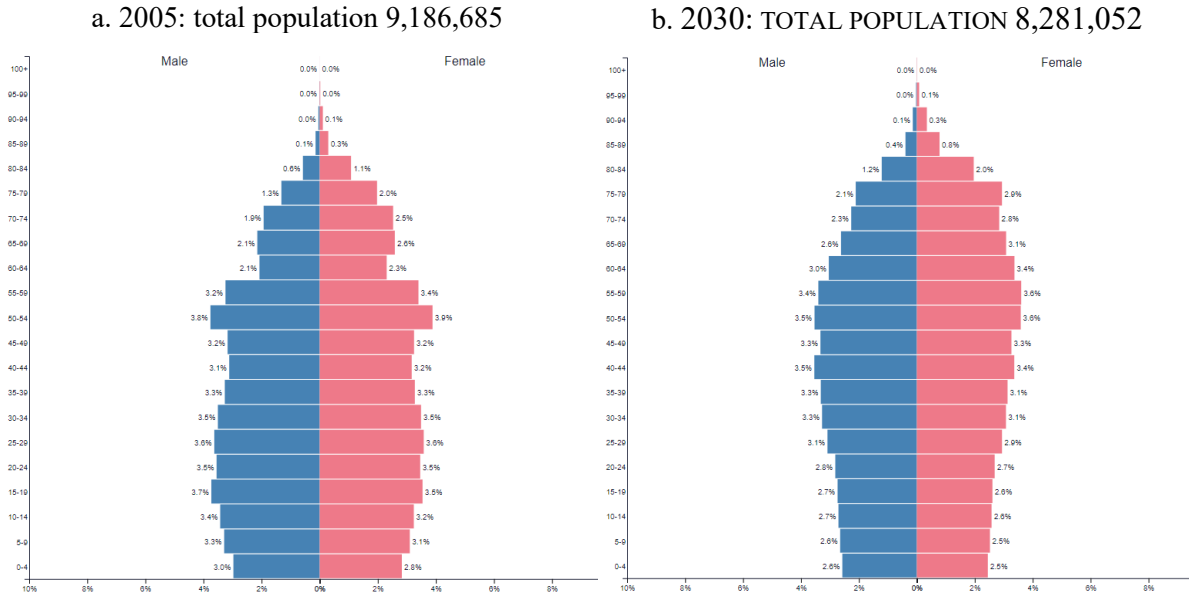 a. 2005: total population 9,186,685
Male Female
100+ 0.0% 0.0%
95-99 0.0% 0.0%
90-94 0.0% 0.1%
85-89 0.1% 0.3%
80-84 0.6% 1.1%
75-79 1.3% 2.0%
70-74 1.9% 2.5%
65-69 2.1% 2.6%
60-64 2.1% 2.3%
55-59 3.2% 3.4%
50-54 3.8% 3.9%
45-49 3.2% 3.2%
40-44 3.1% 3.2%
35-39 3.3% 3.3%
30-34 3.5% 3.5%
25-29 3.6% 3.6%
20-24 3.5% 3.5%
15-19 3.7% 3.5%
10-14 3.4% 3.2%
5-9 3.3% 3.1%
0-4 3.0% 2.8%
10% 8% 6% 4% 2% 0% 2% 4% 6% 8%
b. 2030: TOTAL POPULATION 8,281,052
Male Female
100+ 0.0% 0.0%
95-99 0.0% 0.1%
90-94 0.1% 0.3%
85-89 0.4% 0.8%
80-84 1.2% 2.0%
75-79 2.1% 2.9%
70-74 2.3% 2.8%
65-69 2.6% 3.1%
60-64 3.0% 3.4%
55-59 3.4% 3.6%
50-54 3.5% 3.6%
45-49 3.3% 3.3%
40-44 3.5% 3.4%
35-39 3.3% 3.1%
30-34 3.3% 3.1%
25-29 3.1% 2.9%
20-24 2.8% 2.7%
15-19 2.7% 2.6%
10-14 2.7% 2.6%
5-9 2.6% 2.5%
0-4 2.6% 2.5%
10% 8% 6% 4% 2% 0% 2% 4% 6% 8%